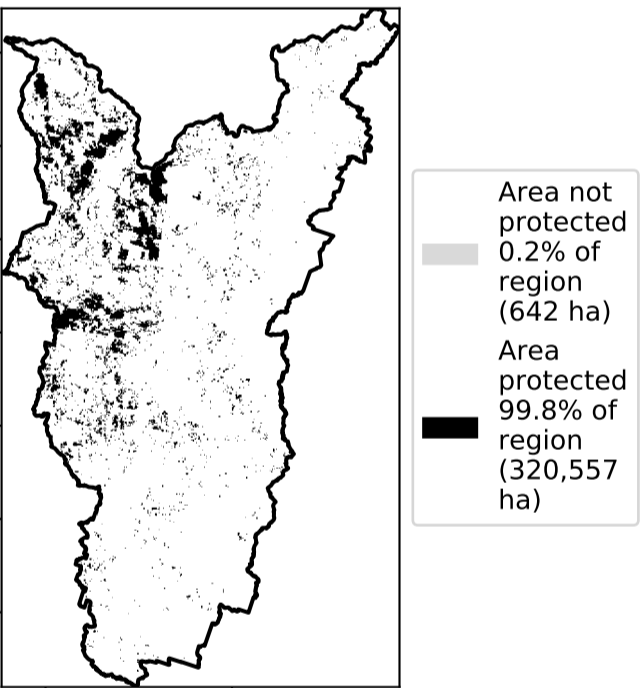 Area not
protected
0.2% of
region
(642 ha)
Area
protected
99.8% of
region
(320,557
ha)